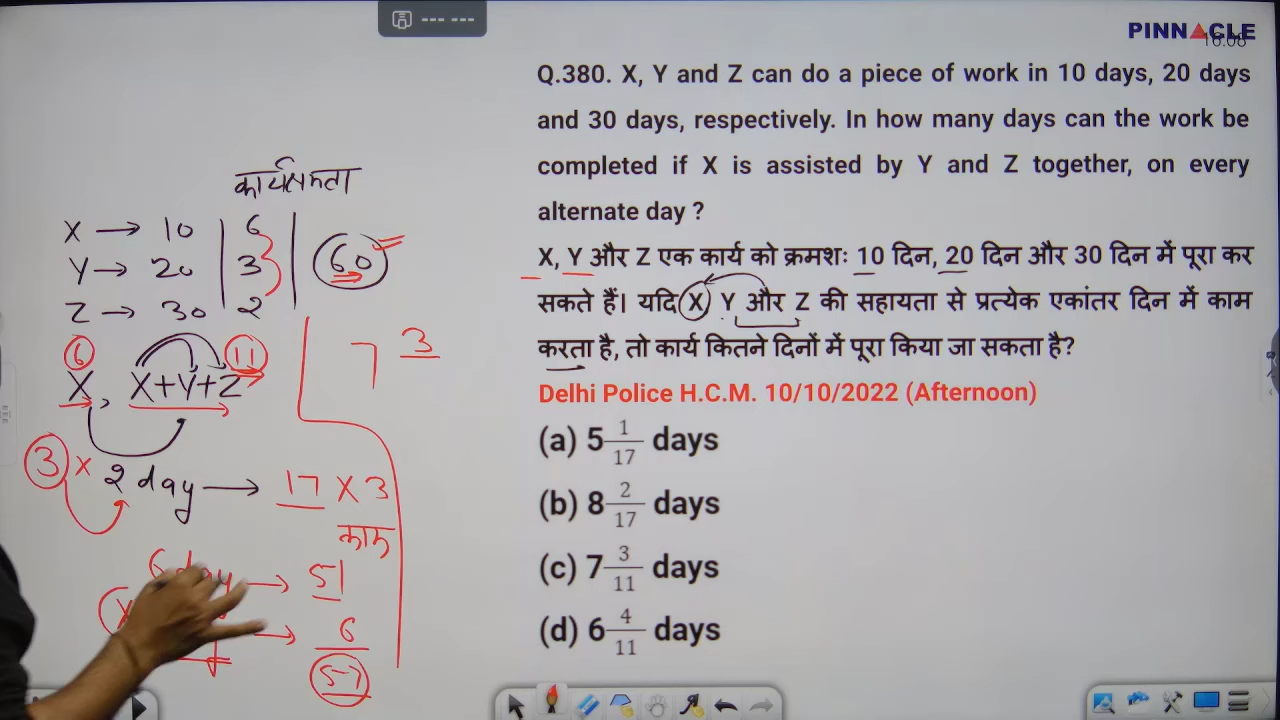 PINNACLE
16:08
Q.380. X, Y and Z can do a piece of work in 10 days, 20 days
and 30 days, respectively. In how many days can the work be
completed if X is assisted by Y and Z together, on every
alternate day ?
X, Y और Z एक कार्य को क्रमशः 10 दिन, 20 दिन और 30 दिन में पूरा कर
सकते हैं। यदि X Y और Z की सहायता से प्रत्येक एकांतर दिन में काम
करता है, तो कार्य कितने दिनों में पूरा किया जा सकता है?
Delhi Police H.C.M. 10/10/2022 (Afternoon)
(a) 5 1/17 days
(b) 8 2/17 days
(c) 7 3/11 days
(d) 6 4/11 days
कार्यक्षमता
X → 10 | 6 |
Y → 20 | 3 | 60
Z → 30 | 2
6 11
X, X+Y+Z
7 3
3 × 2 day → 17 × 3
काम
6 day → 51
X → 6
57